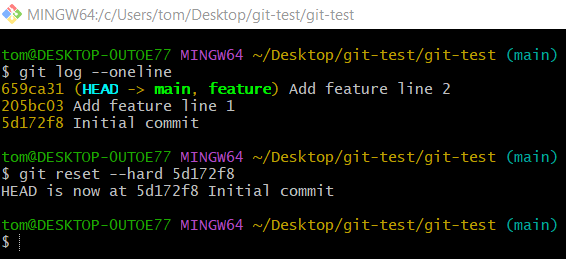 MINGW64:/c/Users/tom/Desktop/git-test/git-test
tom@DESKTOP-OUTOE77 MINGW64 ~/Desktop/git-test/git-test (main)
$ git log --oneline
659ca31 (HEAD -> main, feature) Add feature line 2
205bc03 Add feature line 1
5d172f8 Initial commit
tom@DESKTOP-OUTOE77 MINGW64 ~/Desktop/git-test/git-test (main)
$ git reset --hard 5d172f8
HEAD is now at 5d172f8 Initial commit
tom@DESKTOP-OUTOE77 MINGW64 ~/Desktop/git-test/git-test (main)
$